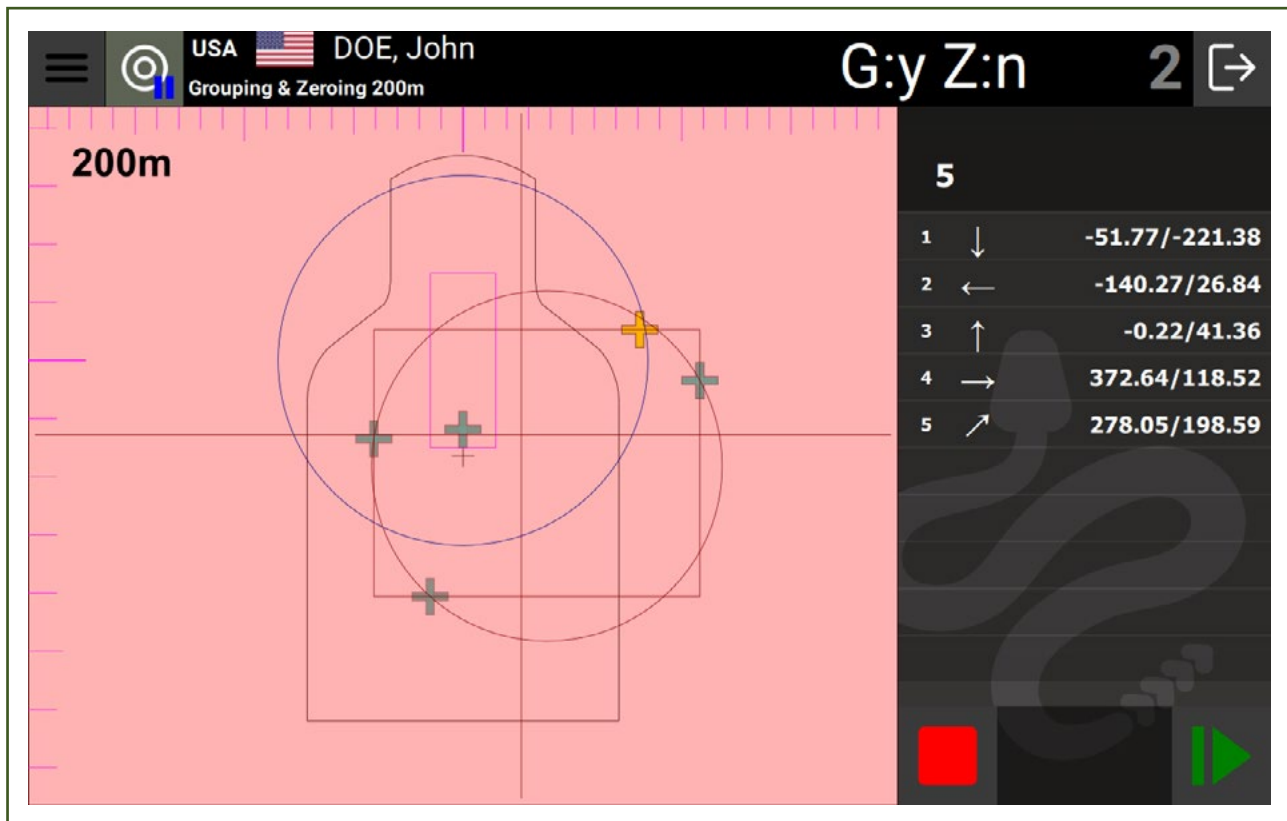 USA DOE, John
Grouping & Zeroing 200m
G:y Z:n 2
200m
5
1 ↓ -51.77/-221.38
2 ← -140.27/26.84
3 ↑ -0.22/41.36
4 → 372.64/118.52
5 ↗ 278.05/198.59